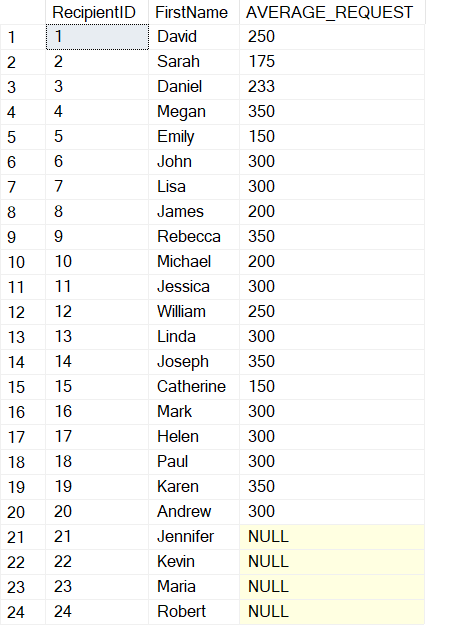 RecipientID FirstName AVERAGE_REQUEST
1 1 David 250
2 2 Sarah 175
3 3 Daniel 233
4 4 Megan 350
5 5 Emily 150
6 6 John 300
7 7 Lisa 300
8 8 James 200
9 9 Rebecca 350
10 10 Michael 200
11 11 Jessica 300
12 12 William 250
13 13 Linda 300
14 14 Joseph 350
15 15 Catherine 150
16 16 Mark 300
17 17 Helen 300
18 18 Paul 300
19 19 Karen 350
20 20 Andrew 300
21 21 Jennifer NULL
22 22 Kevin NULL
23 23 Maria NULL
24 24 Robert NULL